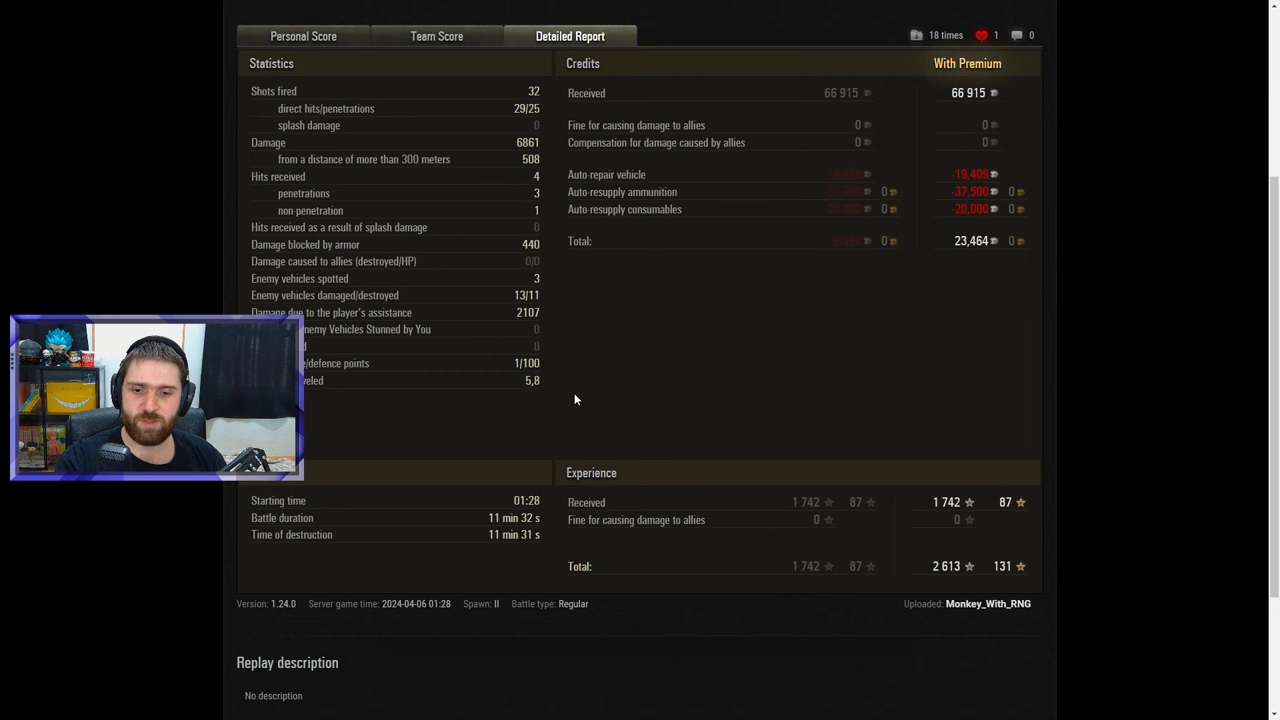 Personal Score Team Score Detailed Report 18 times 1 0
Statistics Credits With Premium
Shots fired 32
direct hits/penetrations 29/25
splash damage 0
Damage 6861
from a distance of more than 300 meters 508
Hits received 4
penetrations 3
non-penetration 1
Hits received as a result of splash damage 0
Damage blocked by armor 440
Damage caused to allies (destroyed/HP) 0/0
Enemy vehicles spotted 3
Enemy vehicles damaged/destroyed 13/11
Damage due to the player's assistance 2107
nemy Vehicles Stunned by You 0
0
/defence points 1/100
5,8
Received 66 915 66 915
Fine for causing damage to allies 0 0
Compensation for damage caused by allies 0 0
Auto-repair vehicle -19,409
Auto-resupply ammunition 0 -37,500 0
Auto-resupply consumables 0 -20,000 0
Total: 0 23,464 0
Experience
Starting time 01:28
Battle duration 11 min 32 s
Time of destruction 11 min 31 s
Received 1 742 87 1 742 87
Fine for causing damage to allies 0 0
Total: 1 742 87 2 613 131
Version: 1.24.0 Server game time: 2024-04-06 01:28 Spawn: II Battle type: Regular Uploaded: Monkey_With_RNG
Replay description
No description